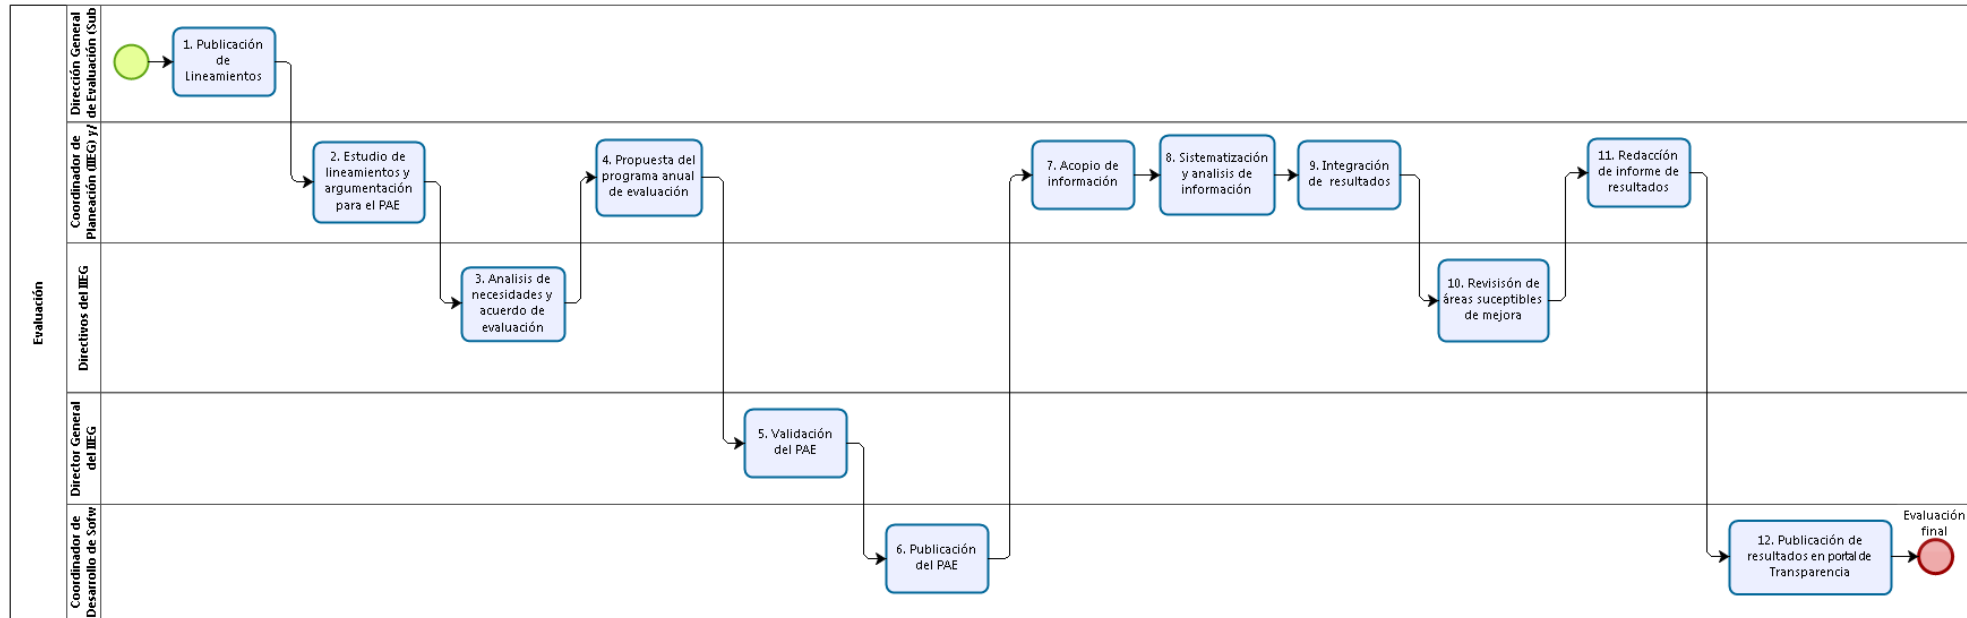 Evaluación
Dirección General
de Evaluación (Sub
Coordinador de
Planeación (IIEG) y/
Directivos del IIEG
Director General
del IIEG
Coordinador de
Desarrollo de Sofw
1. Publicación
de
Lineamientos
2. Estudio de
lineamientos y
argumentación
para el PAE
3. Analisis de
necesidades y
acuerdo de
evaluación
4. Propuesta del
programa anual
de evaluación
5. Validación
del PAE
6. Publicación
del PAE
7. Acopio de
información
8. Sistematización
y analisis de
información
9. Integración
de resultados
10. Revisisón de
áreas suceptibles
de mejora
11. Redaccíón
de informe de
resultados
12. Publicación de
resultados en portal de
Transparencia
Evaluación
final